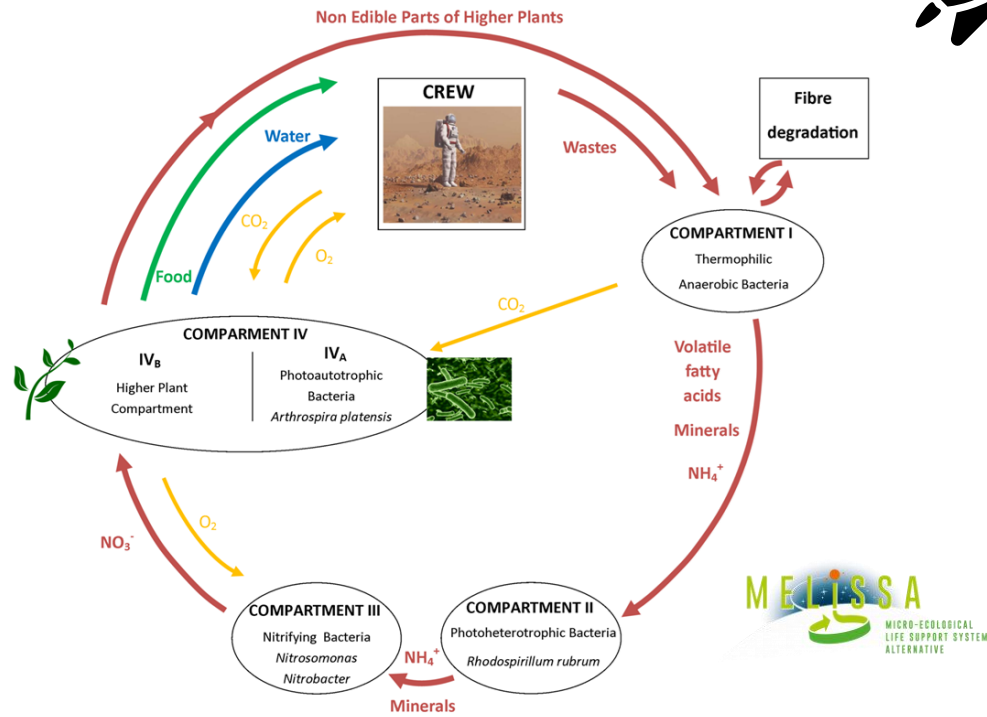 Non Edible Parts of Higher Plants
CREW
Fibre
degradation
Water
Wastes
CO₂
O₂
Food
COMPARTMENT I
Thermophilic
Anaerobic Bacteria
CO₂
COMPARMENT IV
IV_B
Higher Plant
Compartment
IV_A
Photoautotrophic
Bacteria
Arthrospira platensis
Volatile
fatty
acids
Minerals
NH₄⁺
O₂
NO₃⁻
COMPARTMENT III
Nitrifying Bacteria
Nitrosomonas
Nitrobacter
COMPARTMENT II
Photoheterotrophic Bacteria
Rhodospirillum rubrum
NH₄⁺
Minerals
MELiSSA
MICRO-ECOLOGICAL
LIFE SUPPORT SYSTEM
ALTERNATIVE